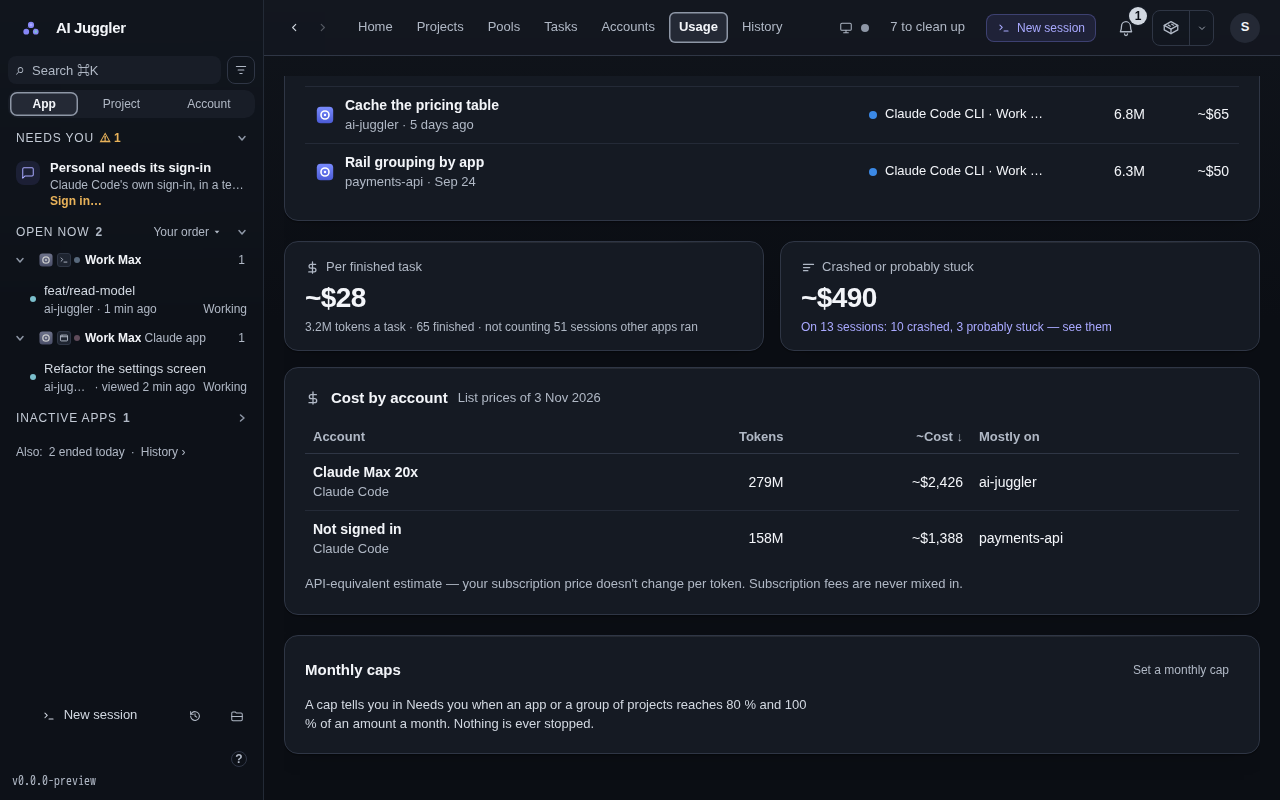 AI Juggler
Search ⌘K
App Project Account
NEEDS YOU 1
Personal needs its sign-in
Claude Code's own sign-in, in a te…
Sign in…
OPEN NOW 2 Your order
Work Max 1
feat/read-model
ai-juggler · 1 min ago Working
Work Max Claude app 1
Refactor the settings screen
ai-jug… · viewed 2 min ago Working
INACTIVE APPS 1
Also: 2 ended today · History ›
New session
?
v0.0.0-preview
Home Projects Pools Tasks Accounts Usage History 7 to clean up New session 1 S
Cache the pricing table
ai-juggler · 5 days ago
Claude Code CLI · Work … 6.8M ~$65
Rail grouping by app
payments-api · Sep 24
Claude Code CLI · Work … 6.3M ~$50
Per finished task
~$28
3.2M tokens a task · 65 finished · not counting 51 sessions other apps ran
Crashed or probably stuck
~$490
On 13 sessions: 10 crashed, 3 probably stuck — see them
Cost by account List prices of 3 Nov 2026
Account Tokens ~Cost ↓ Mostly on
Claude Max 20x
Claude Code
279M ~$2,426 ai-juggler
Not signed in
Claude Code
158M ~$1,388 payments-api
API-equivalent estimate — your subscription price doesn't change per token. Subscription fees are never mixed in.
Monthly caps Set a monthly cap
A cap tells you in Needs you when an app or a group of projects reaches 80 % and 100
% of an amount a month. Nothing is ever stopped.